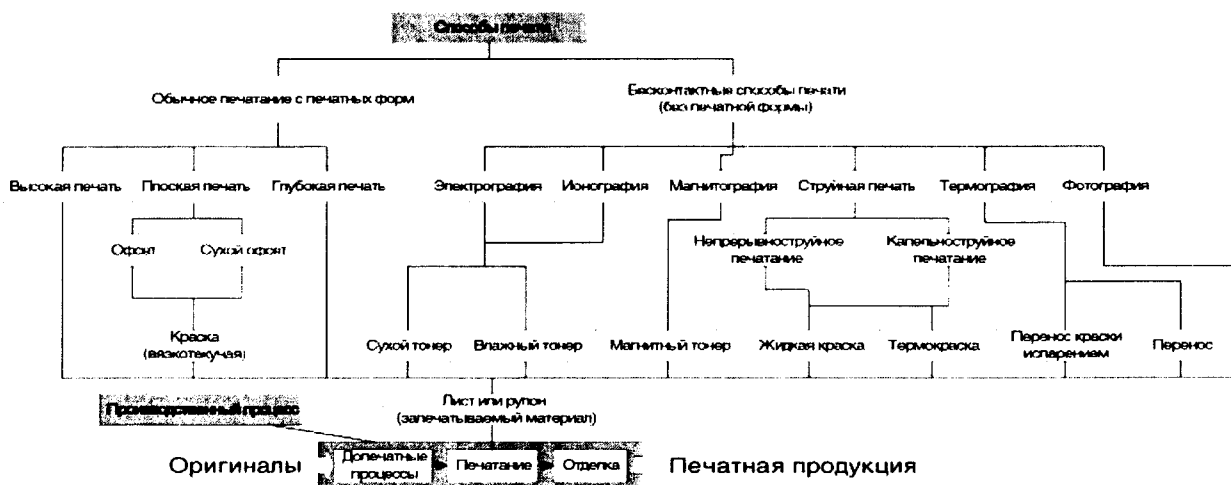 Способы печати
Обычное печатание с печатных форм
Бесконтактные способы печати
(без печатной формы)
Высокая печать
Плоская печать
Глубокая печать
Электрография
Ионография
Магнитография
Струйная печать
Термография
Фотография
Офсет
Сухой офсет
Непрерывноструйное
печатание
Капельноструйное
печатание
Краска
(вязкотекучая)
Сухой тонер
Влажный тонер
Магнитный тонер
Жидкая краска
Термокраска
Перенос краски
испарением
Перенос
Производственный процесс
Лист или рулон
(запечатываемый материал)
Оригиналы
Допечатные
процессы
Печатание
Отделка
Печатная продукция